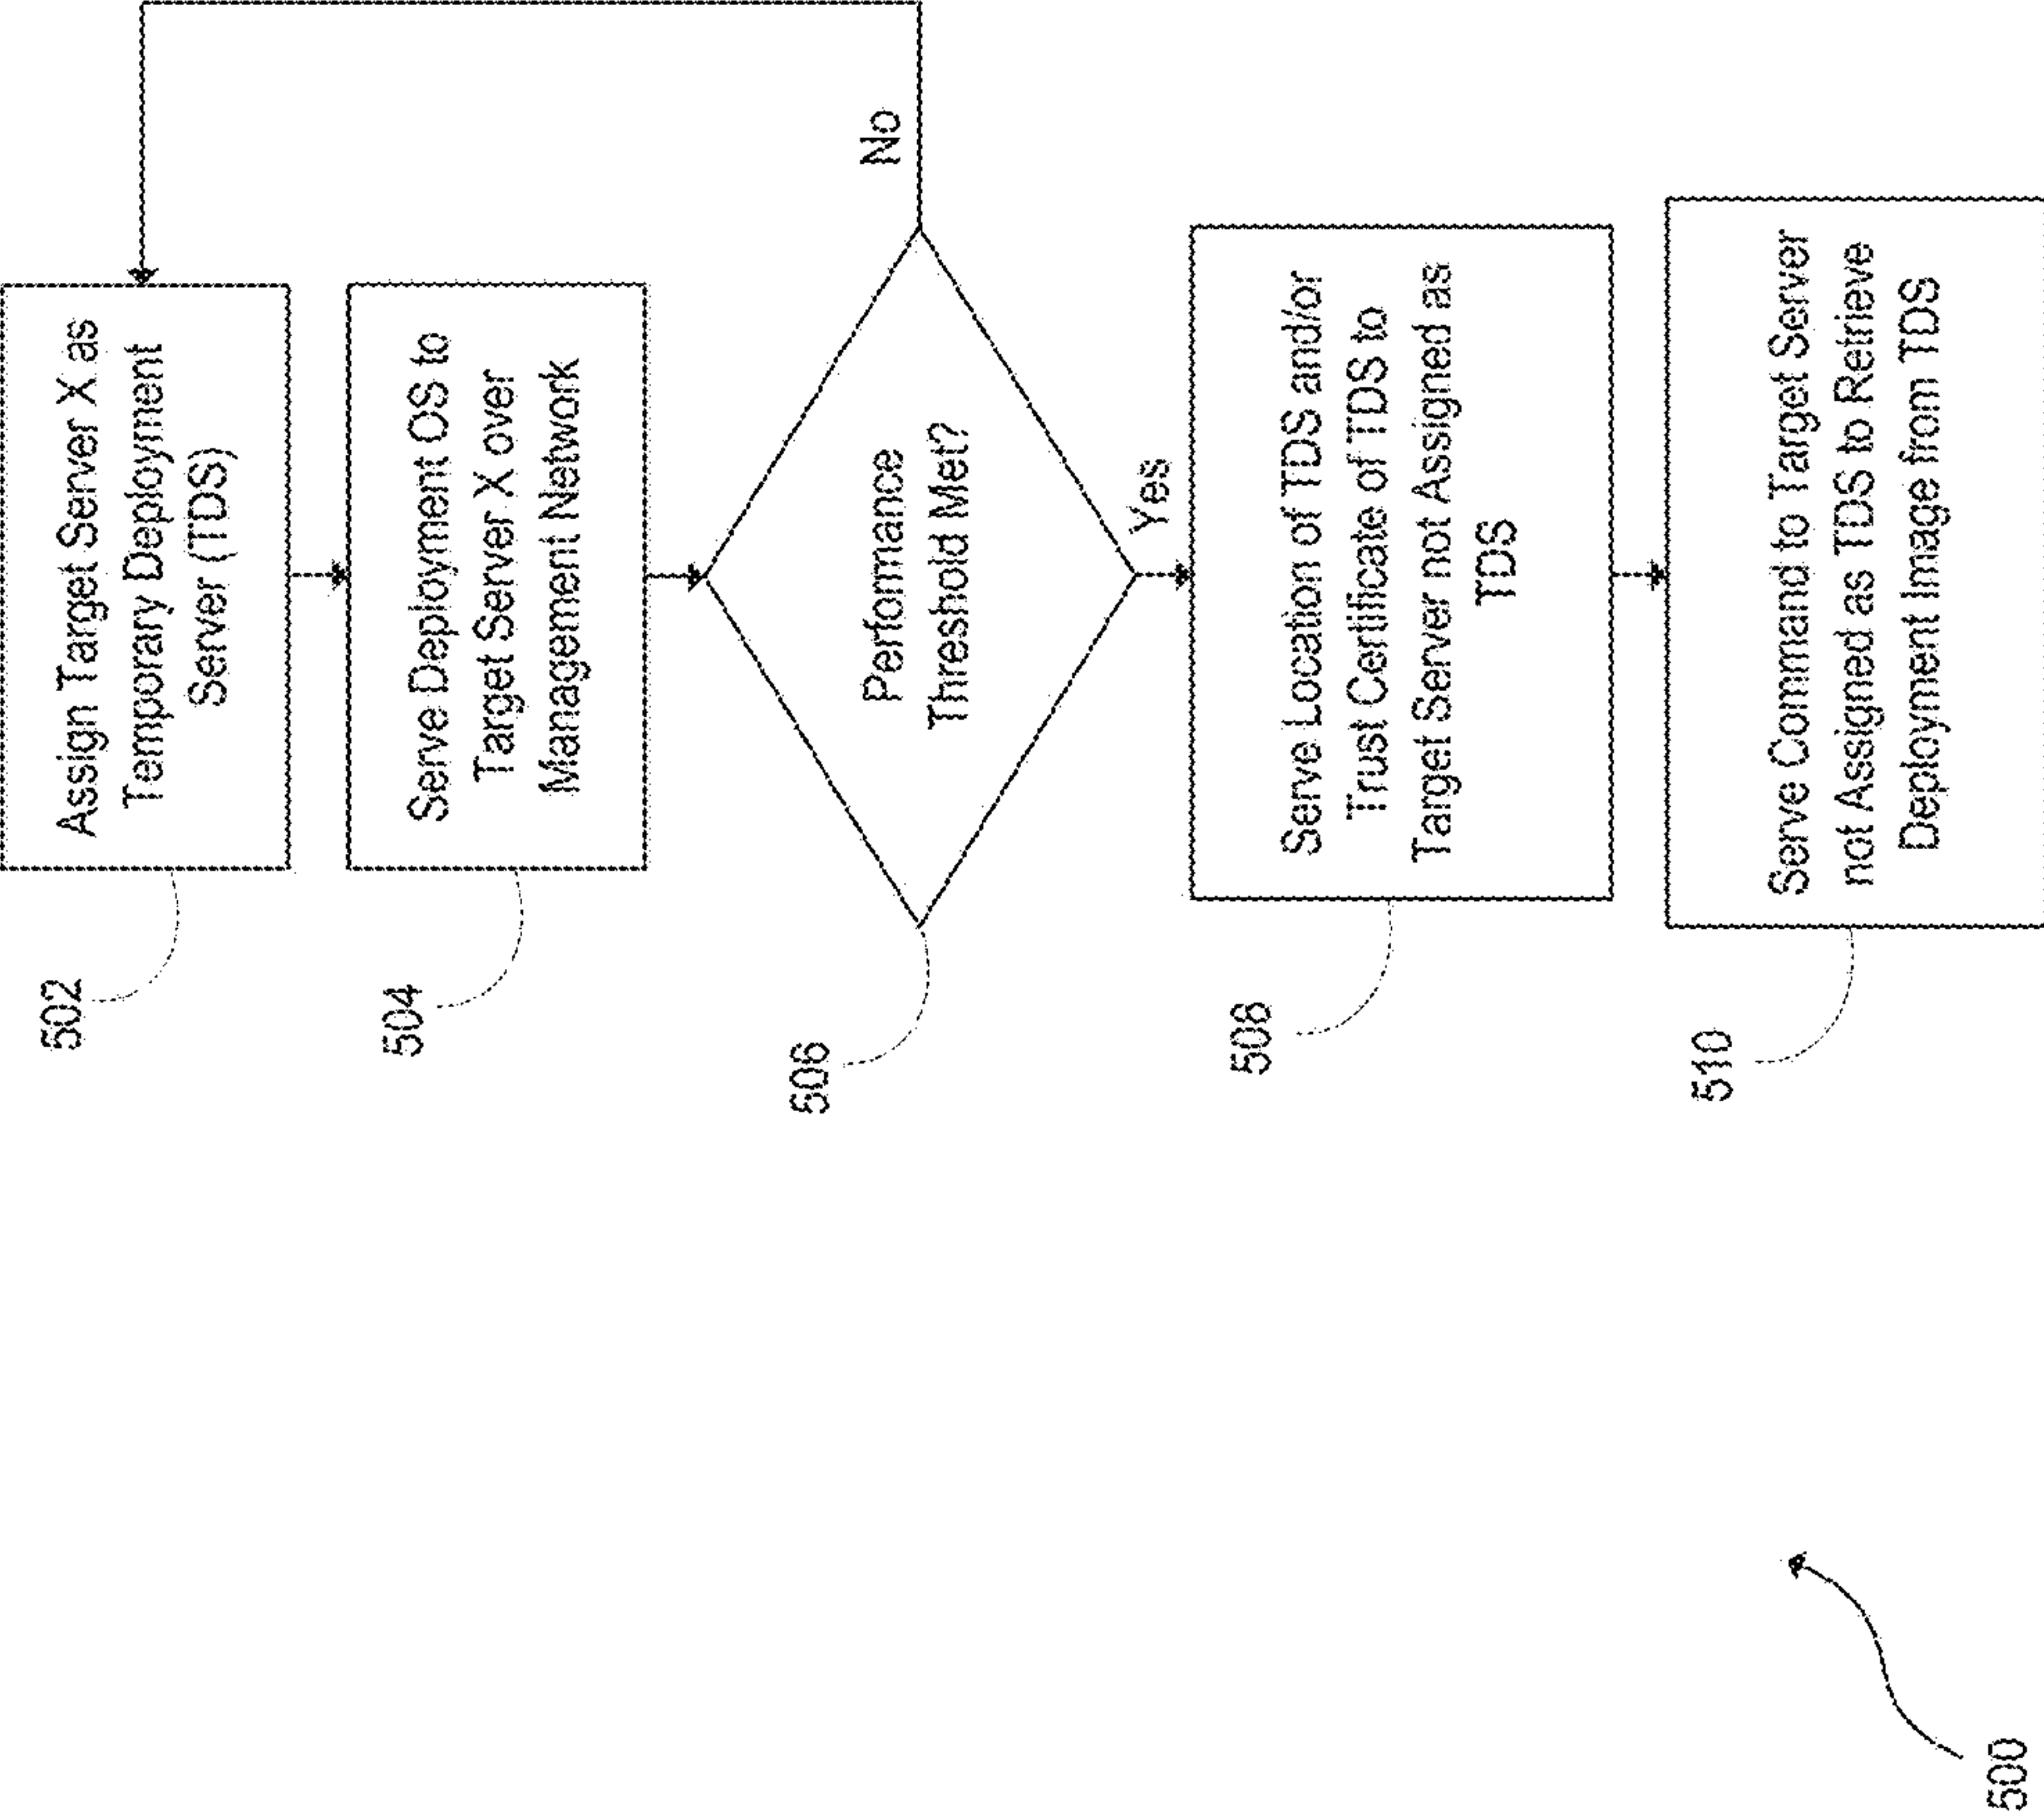 502
Assign Target Server X as
Temporary Deployment
Server (TDS)
504
Serve Deployment OS to
Target Server X over
Management Network
506
Performance
Threshold Met?
No
Yes
508
Serve Location of TDS and/or
Trust Certificate of TDS to
Target Server not Assigned as
TDS
510
Serve Command to Target Server
not Assigned as TDS to Retrieve
Deployment Image from TDS
500